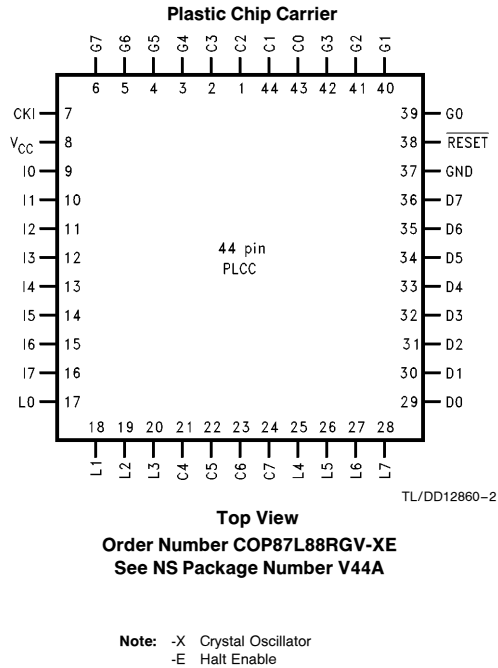 Plastic Chip Carrier
G7 G6 G5 G4 C3 C2 C1 C0 G3 G2 G1
6 5 4 3 2 1 44 43 42 41 40
CKI 7 39 G0
VCC 8 38 RESET
I0 9 37 GND
I1 10 36 D7
I2 11 35 D6
I3 12 34 D5
I4 13 33 D4
I5 14 32 D3
I6 15 31 D2
I7 16 30 D1
L0 17 29 D0
44 pin
PLCC
18 19 20 21 22 23 24 25 26 27 28
L1 L2 L3 C4 C5 C6 C7 L4 L5 L6 L7
TL/DD12860–2
Top View
Order Number COP87L88RGV-XE
See NS Package Number V44A
Note: -X Crystal Oscillator
-E Halt Enable